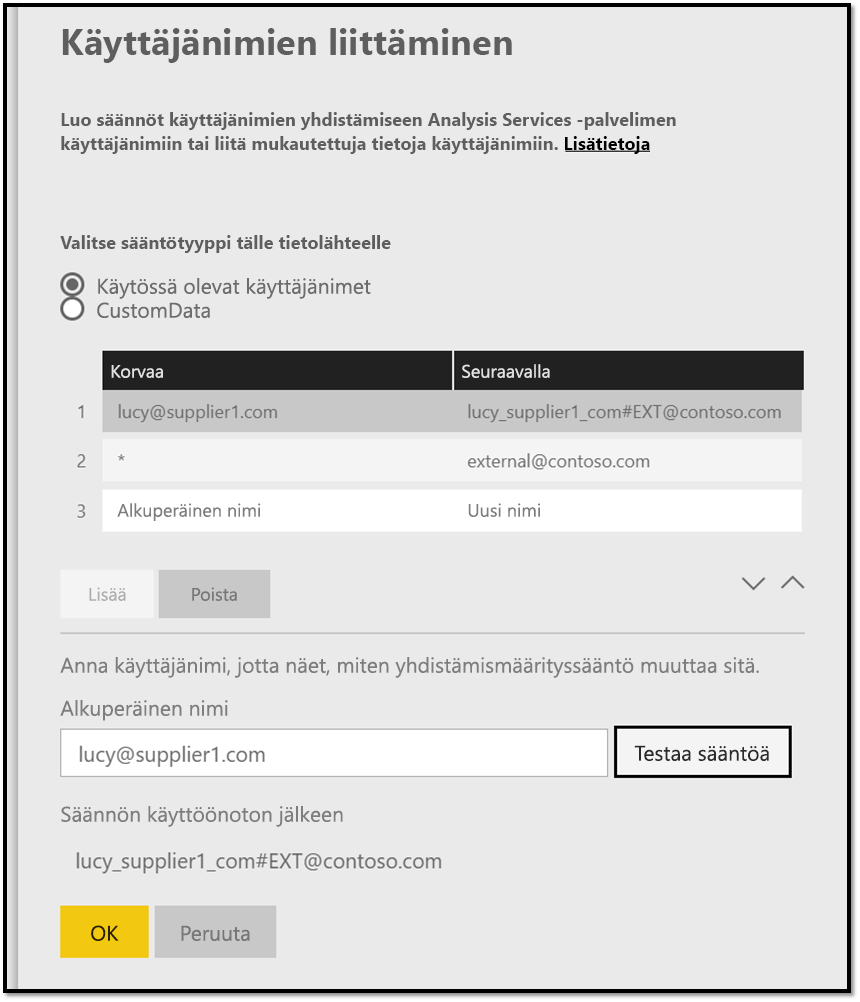 Käyttäjänimien liittäminen
Luo säännöt käyttäjänimien yhdistämiseen Analysis Services -palvelimen
käyttäjänimiin tai liitä mukautettuja tietoja käyttäjänimiin. Lisätietoja
Valitse sääntötyyppi tälle tietolähteelle
Käytössä olevat käyttäjänimet
CustomData
Korvaa Seuraavalla
1 lucy@supplier1.com lucy_supplier1_com#EXT@contoso.com
2 * external@contoso.com
3 Alkuperäinen nimi Uusi nimi
Lisää Poista
Anna käyttäjänimi, jotta näet, miten yhdistämismäärityssääntö muuttaa sitä.
Alkuperäinen nimi
lucy@supplier1.com Testaa sääntöä
Säännön käyttöönoton jälkeen
lucy_supplier1_com#EXT@contoso.com
OK Peruuta